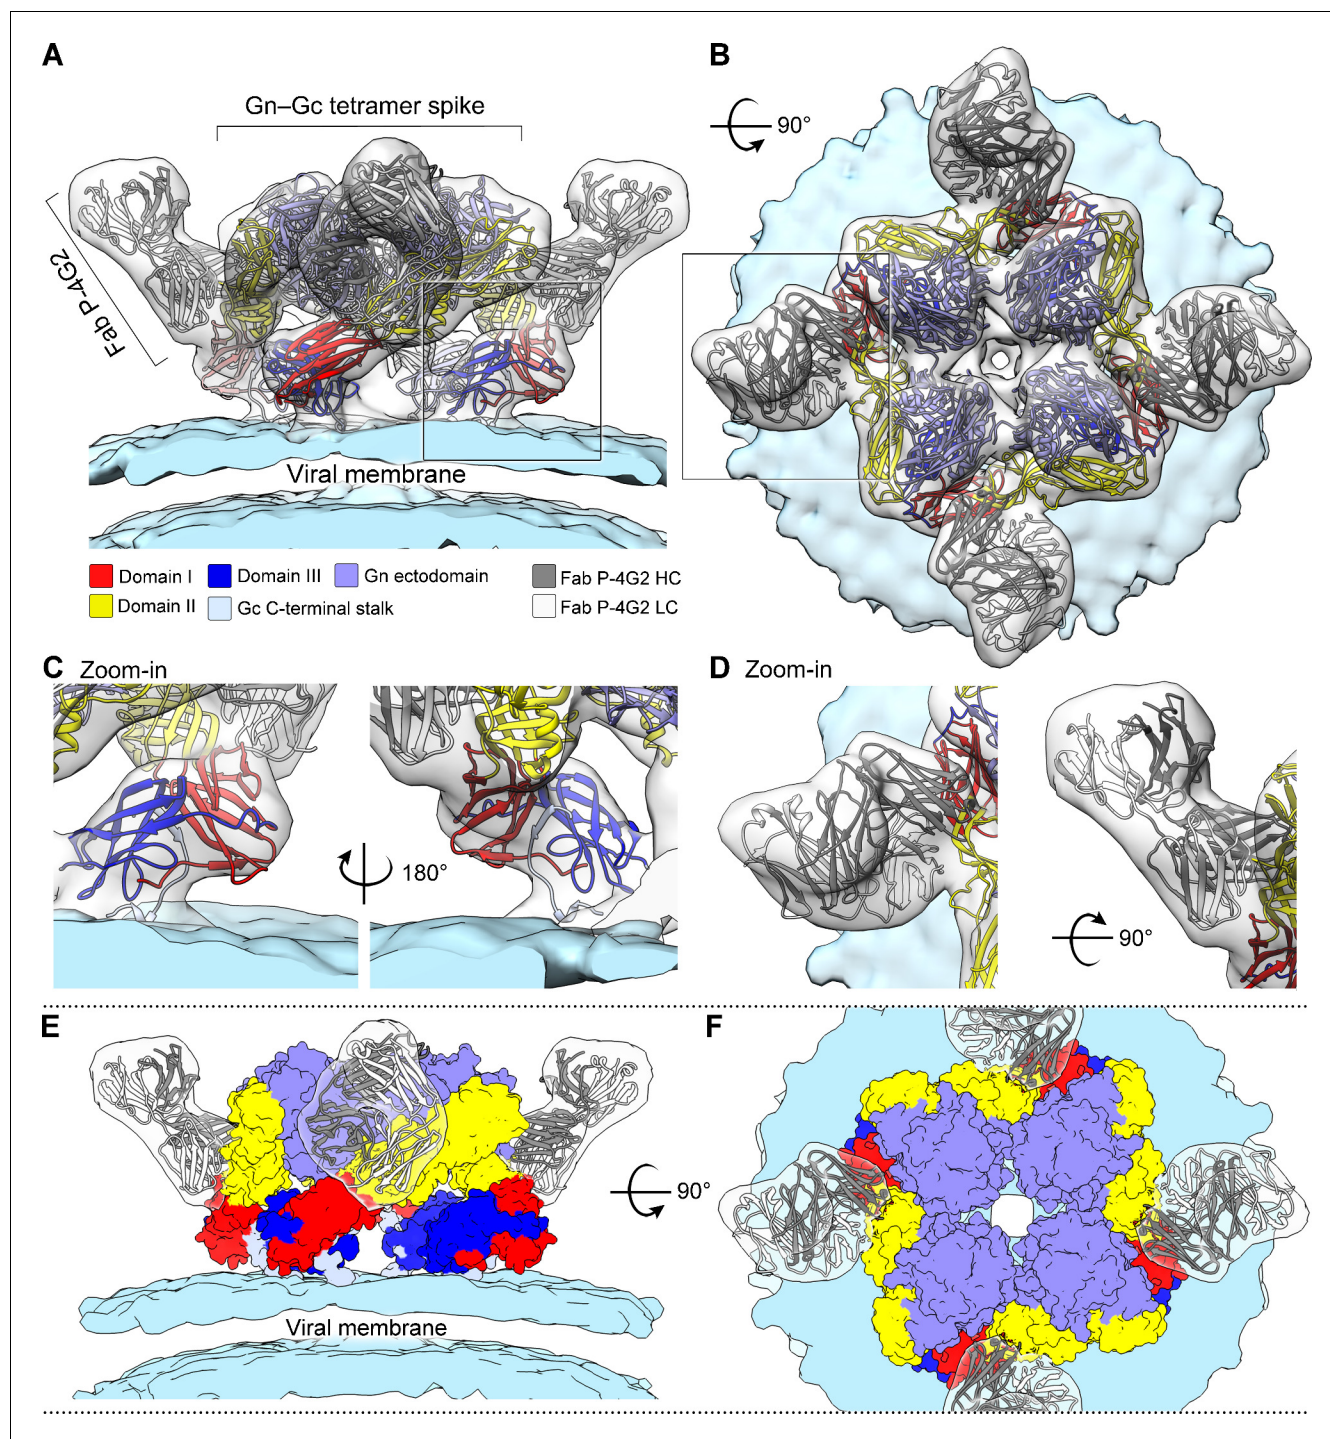 A
B
Gn–Gc tetramer spike
90°
Fab P-4G2
Viral membrane
Domain I
Domain III
Gn ectodomain
Fab P-4G2 HC
Domain II
Gc C-terminal stalk
Fab P-4G2 LC
C Zoom-in
D Zoom-in
180°
90°
E
F
90°
Viral membrane